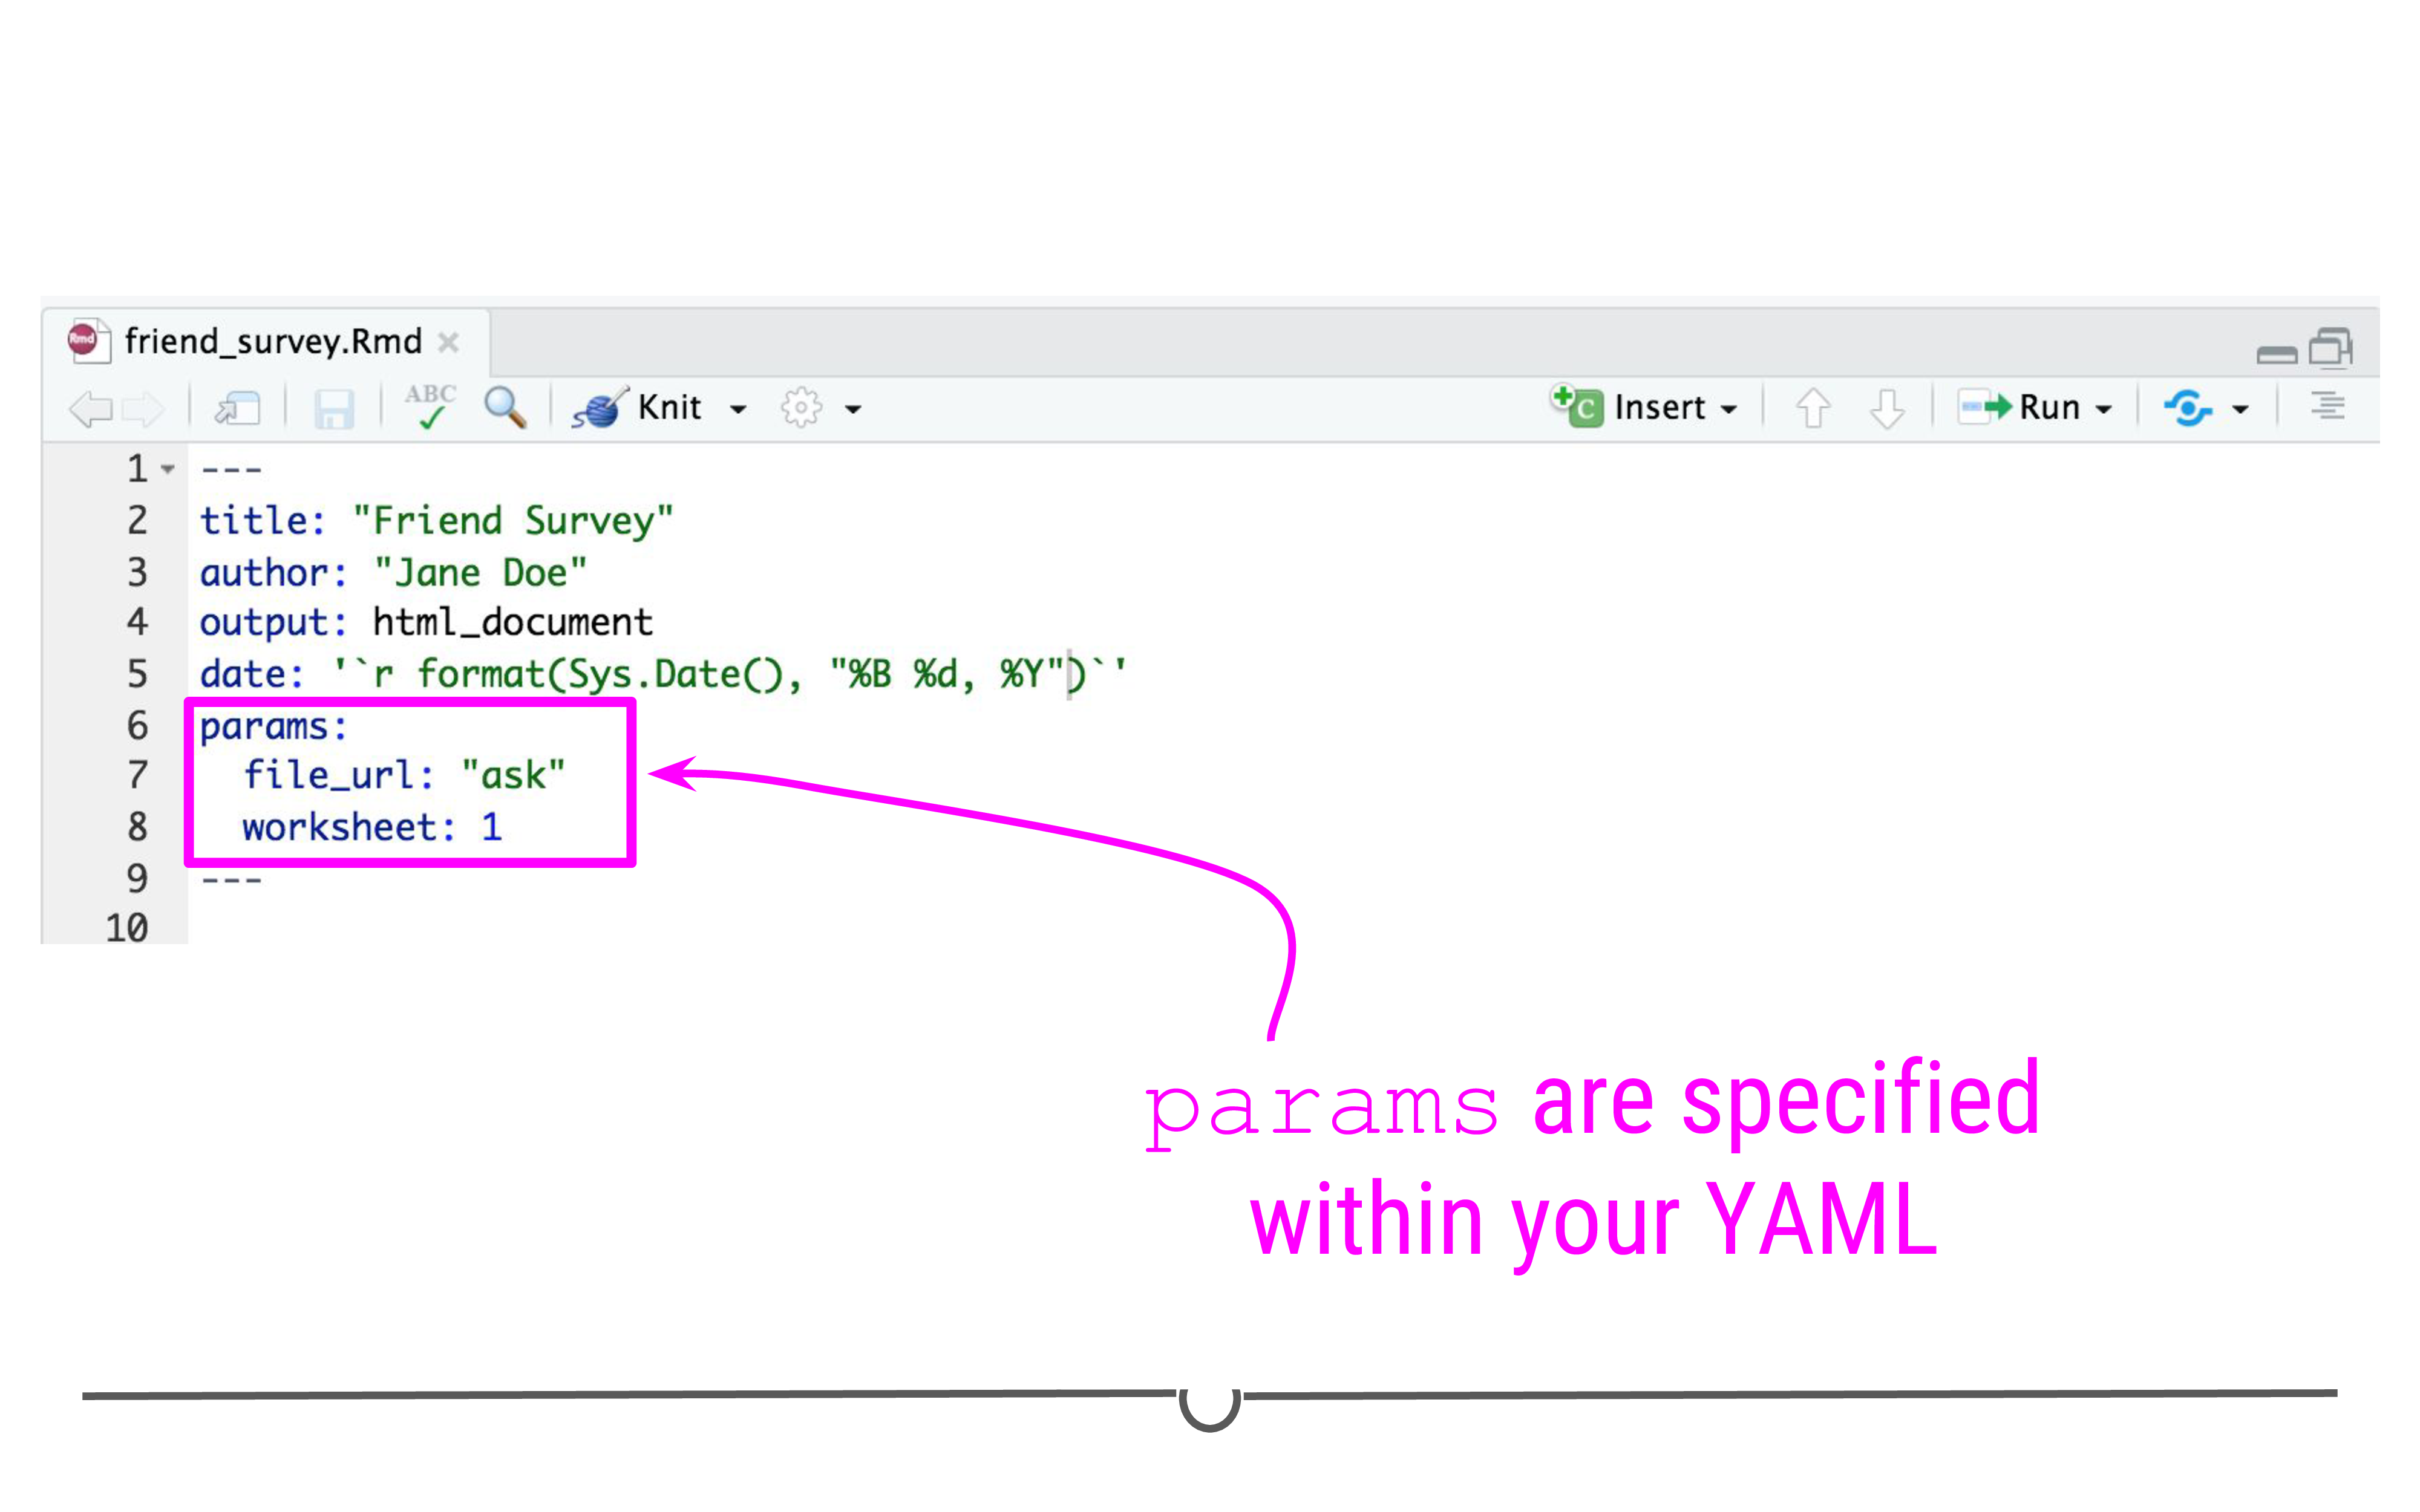 Rmd friend_survey.Rmd
ABC Knit Insert Run
1 ---
2 title: "Friend Survey"
3 author: "Jane Doe"
4 output: html_document
5 date: '`r format(Sys.Date(), "%B %d, %Y")`'
6 params:
7   file_url: "ask"
8   worksheet: 1
9 ---
10
params are specified
within your YAML